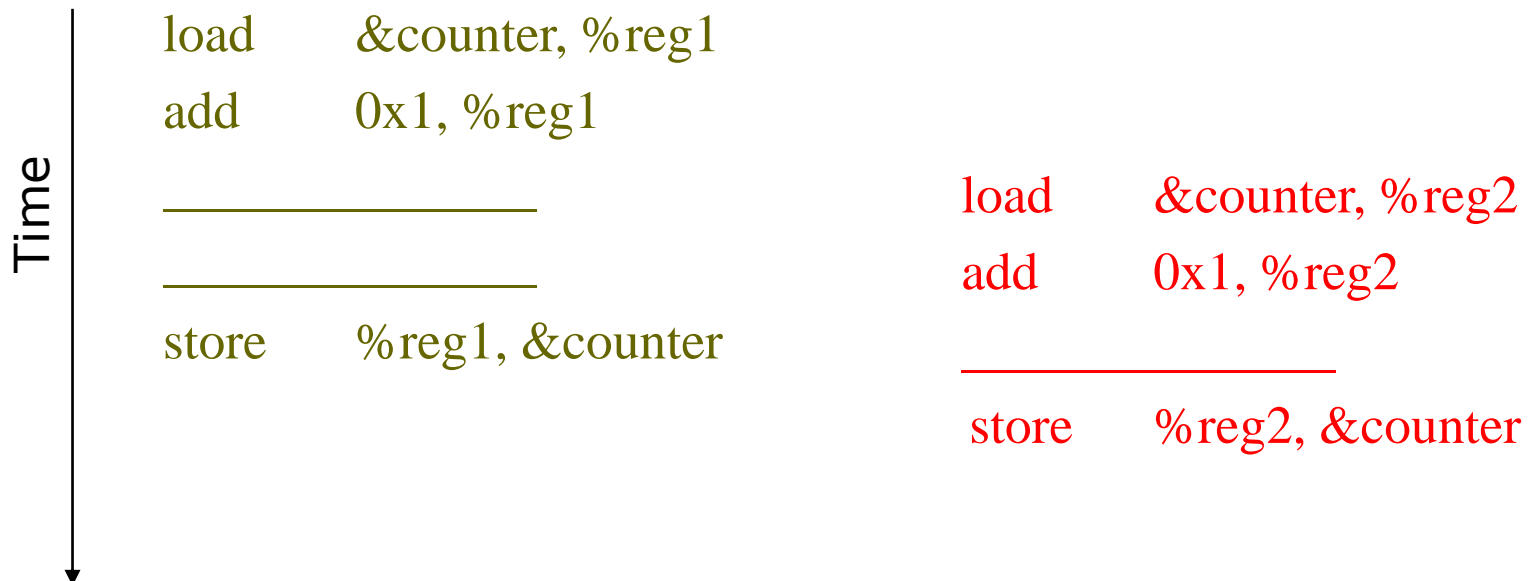 load &counter, %reg1
add 0x1, %reg1
Time
load &counter, %reg2
add 0x1, %reg2
store %reg1, &counter
store %reg2, &counter